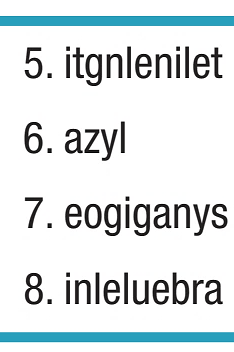 5. itgnlenilet
6. azyl
7. eogiganys
8. inleluebra